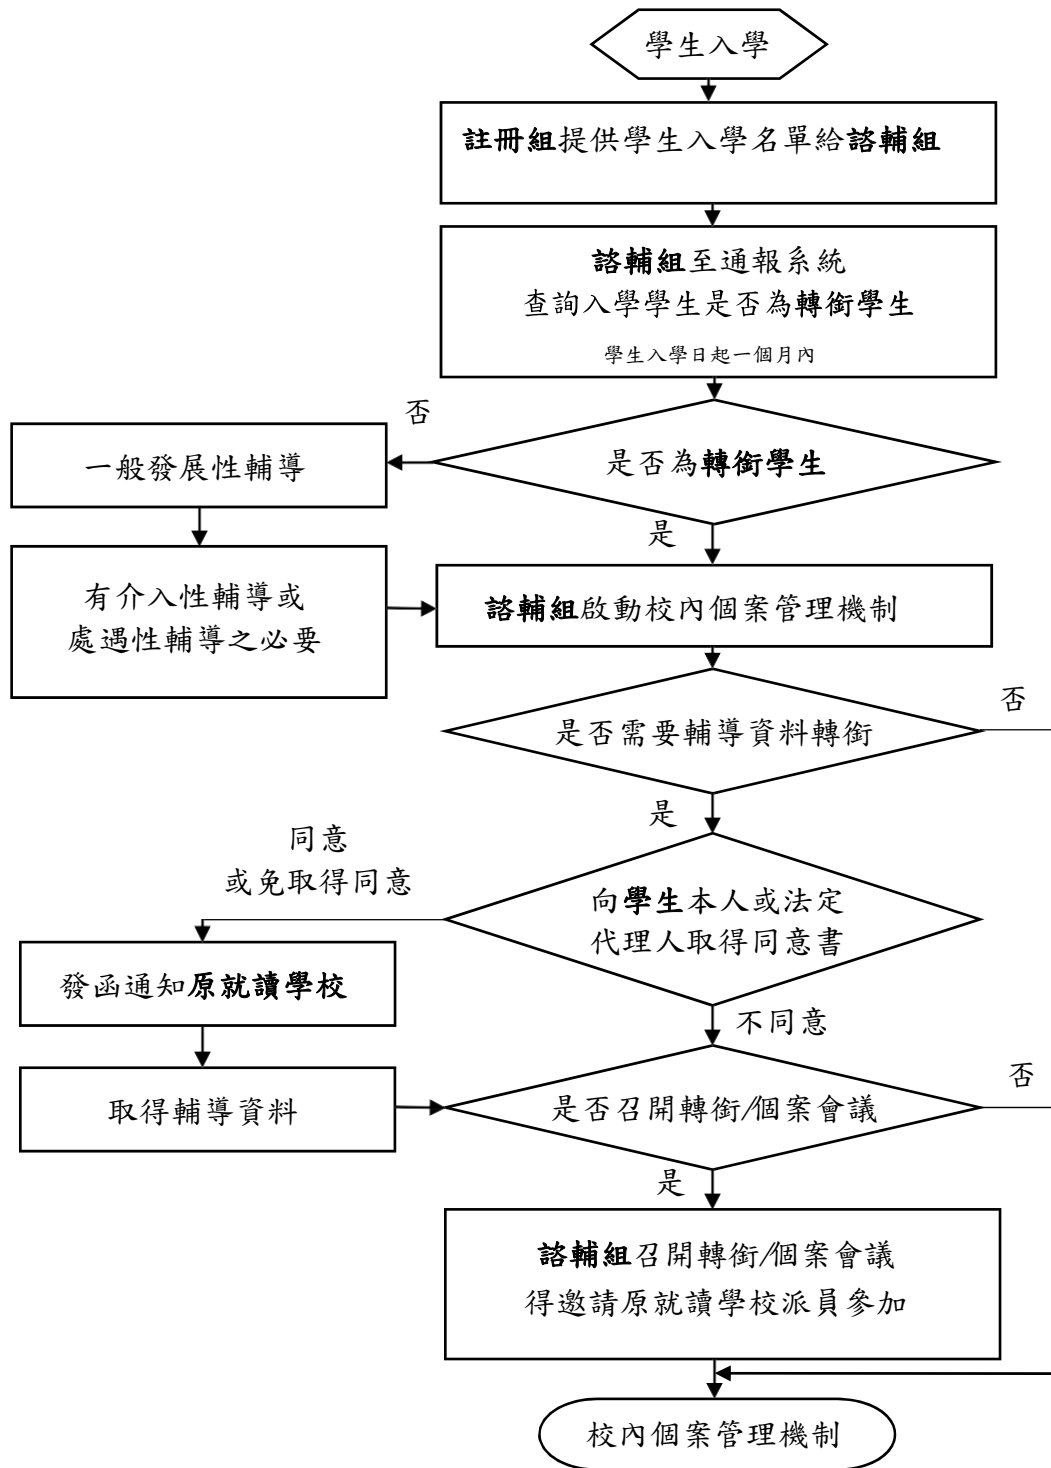 學生入學
註冊組提供學生入學名單給諮輔組
諮輔組至通報系統
查詢入學學生是否為轉銜學生
學生入學日起一個月內
否
一般發展性輔導
是否為轉銜學生
是
有介入性輔導或
處遇性輔導之必要
諮輔組啟動校內個案管理機制
是否需要輔導資料轉銜
否
是
同意
或免取得同意
向學生本人或法定
代理人取得同意書
發函通知原就讀學校
不同意
取得輔導資料
是否召開轉銜/個案會議
否
是
諮輔組召開轉銜/個案會議
得邀請原就讀學校派員參加
校內個案管理機制